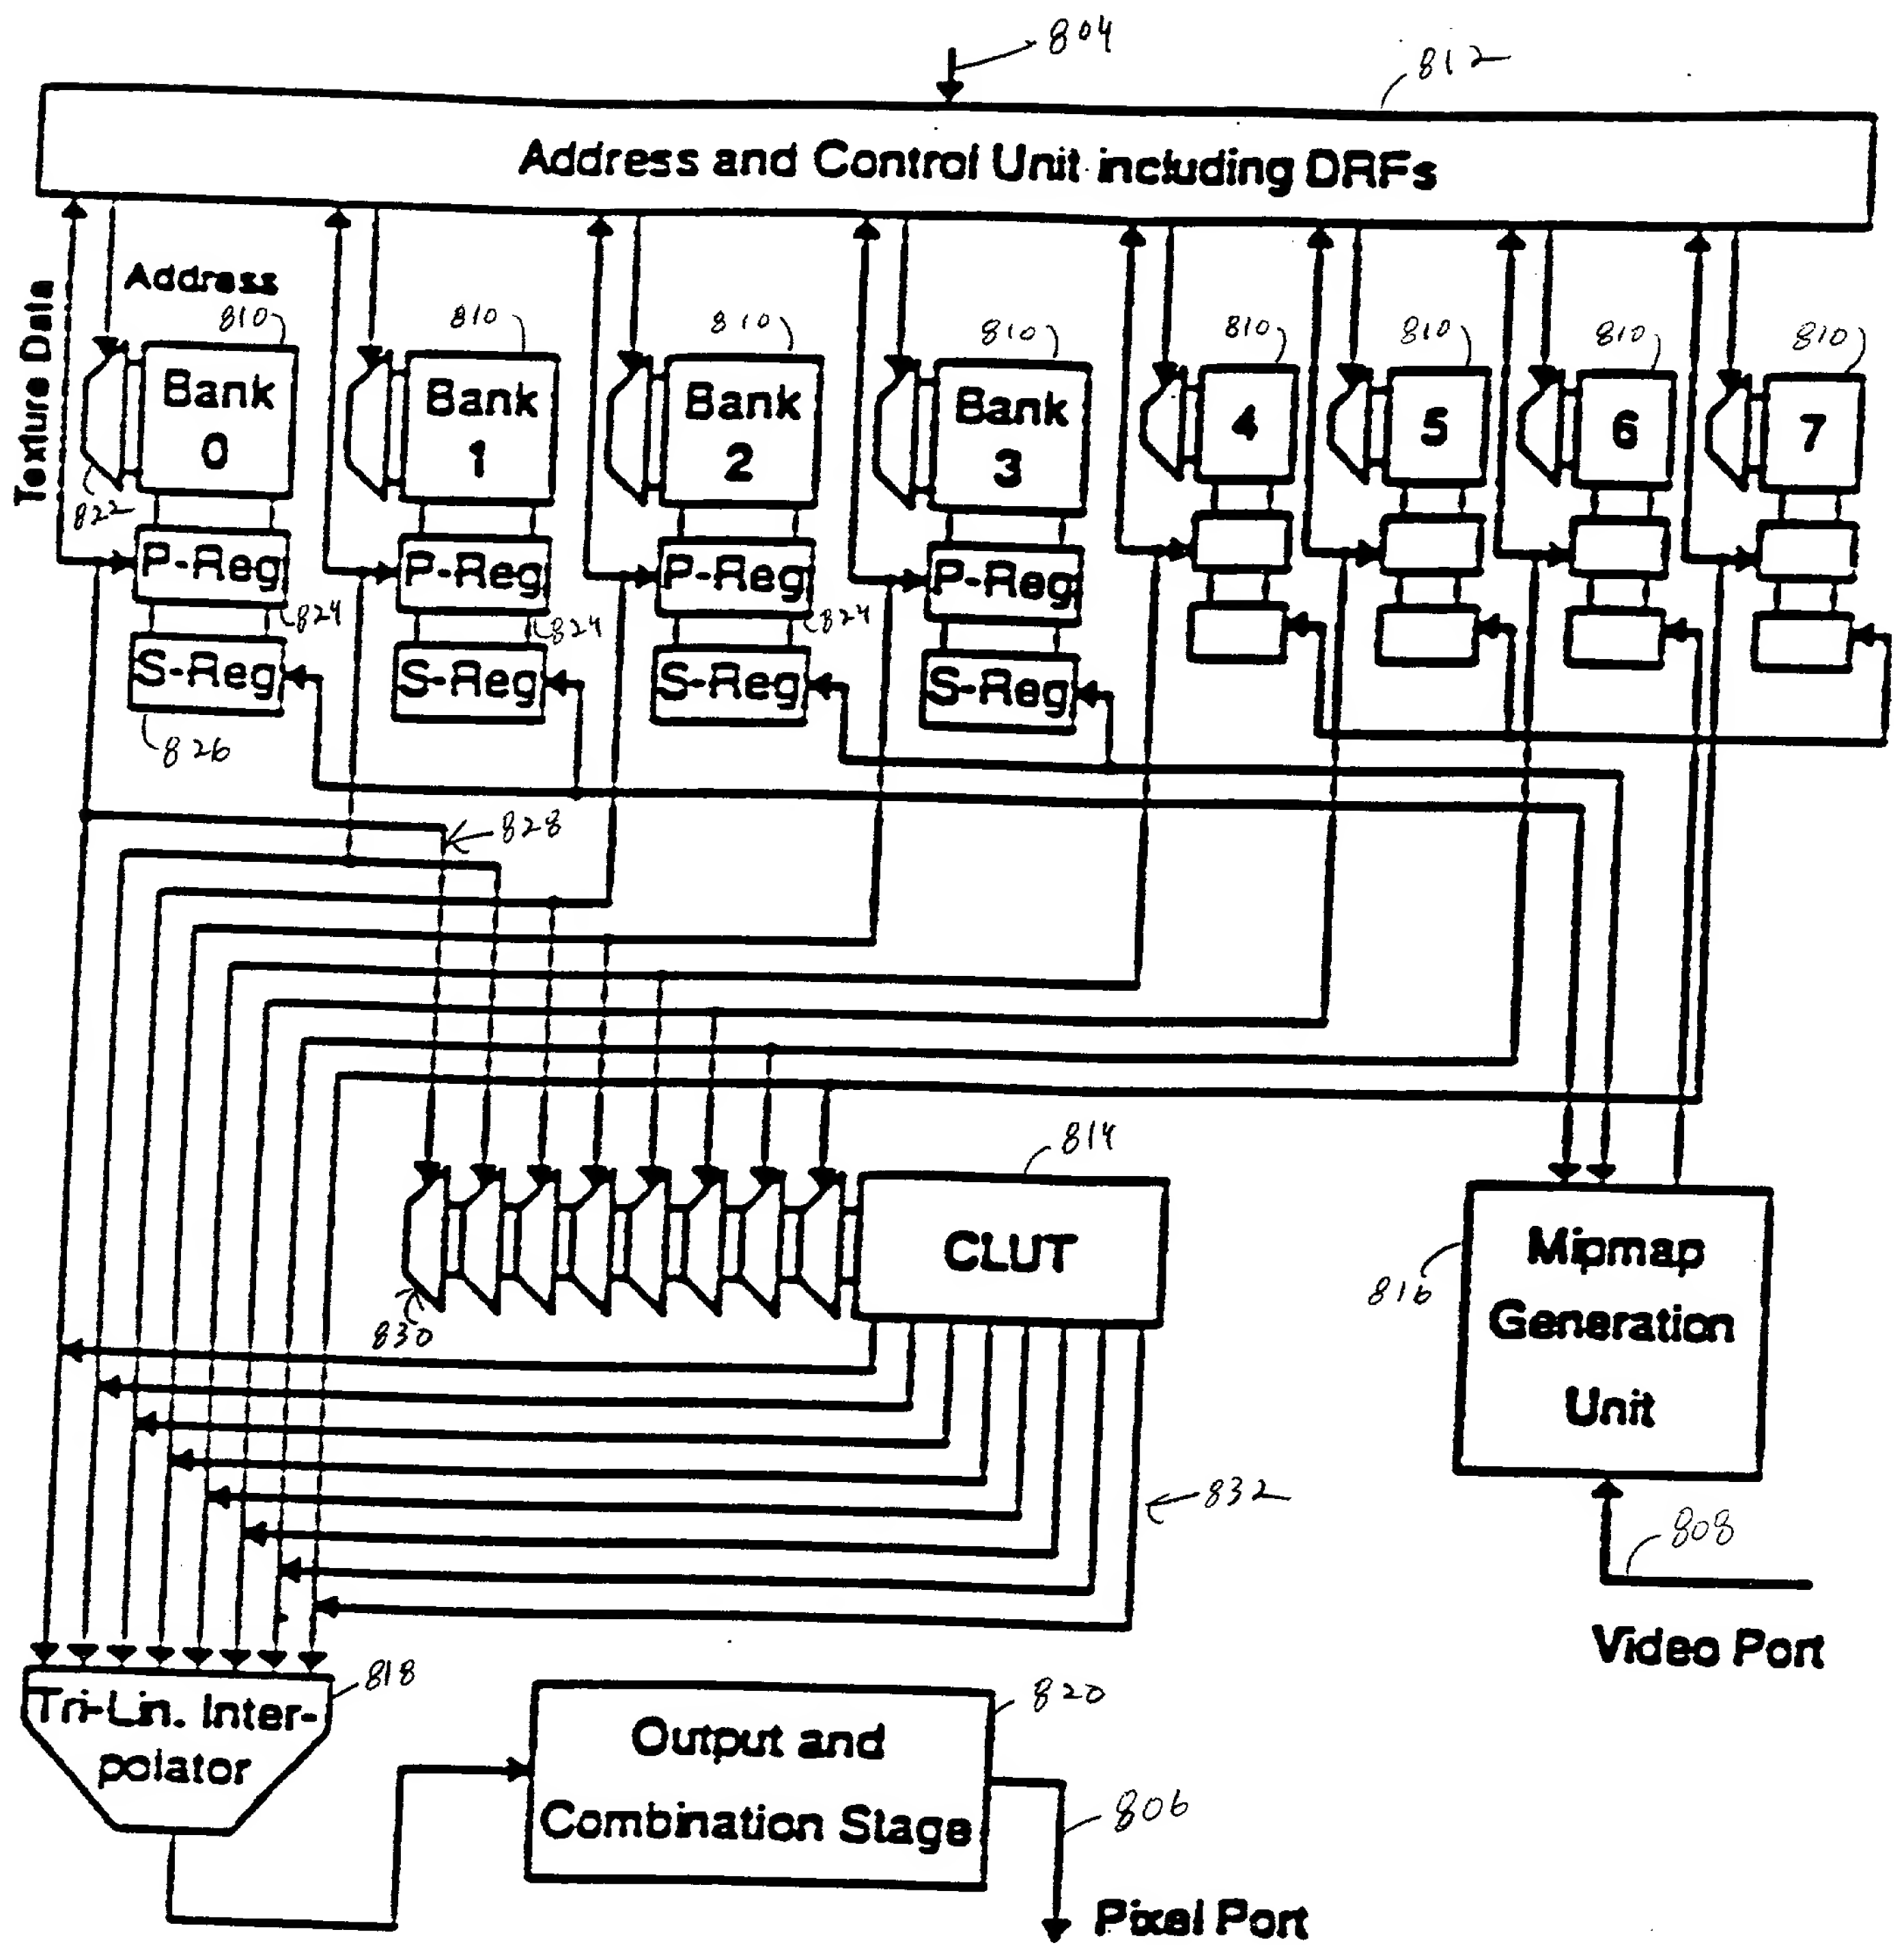 804
812
Address and Control Unit including DRFs
Texture Data
Address
810
810
810
810
810
810
810
810
Bank 0
Bank 1
Bank 2
Bank 3
4
5
6
7
822
P-Reg
P-Reg
P-Reg
P-Reg
824
824
824
S-Reg
S-Reg
S-Reg
S-Reg
826
828
814
CLUT
830
816
Mipmap
Generation
Unit
832
808
Video Port
818
Tri-Lin. Inter-
polator
820
Output and
Combination Stage
806
Pixel Port